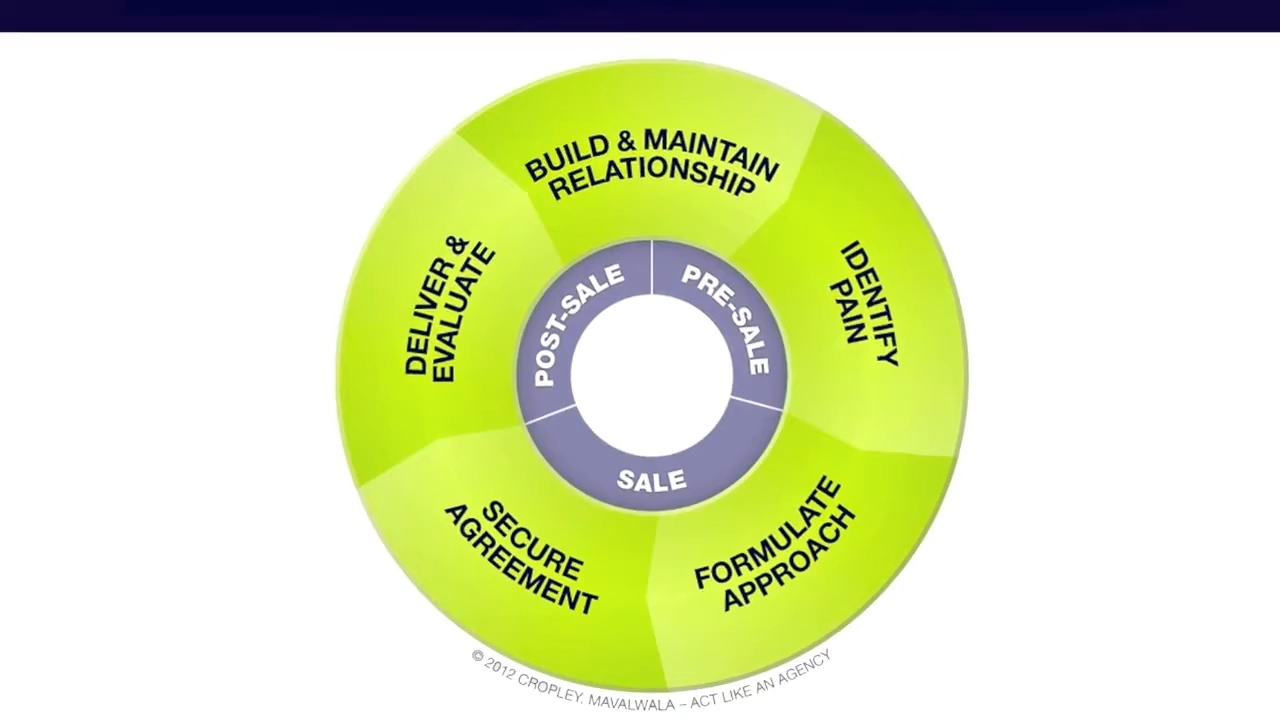 BUILD & MAINTAIN
RELATIONSHIP
IDENTIFY
PAIN
FORMULATE
APPROACH
SECURE
AGREEMENT
DELIVER &
EVALUATE
PRE-SALE
SALE
POST-SALE
© 2012 CROPLEY. MAVALWALA – ACT LIKE AN AGENCY